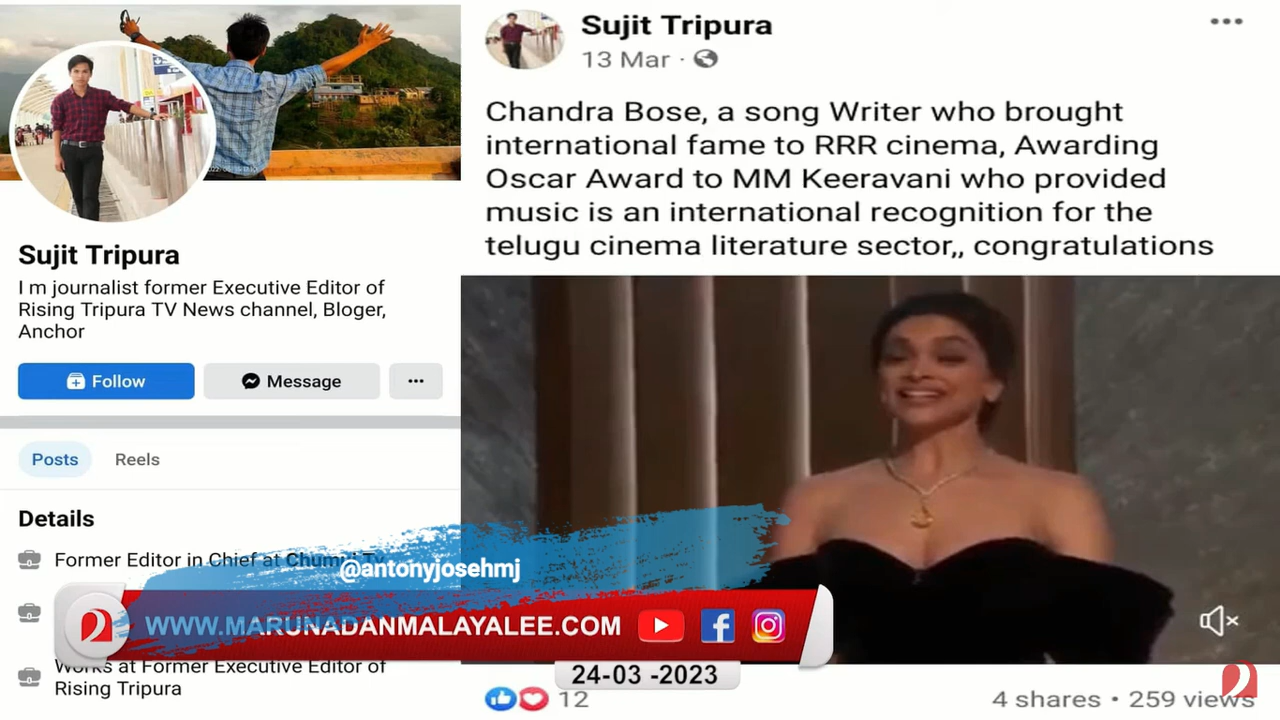 Sujit Tripura
I m journalist former Executive Editor of
Rising Tripura TV News channel, Bloger,
Anchor
Follow
Message
Posts
Reels
Details
Former Editor in Chief at
Works at Former Executive Editor of
Rising Tripura
Sujit Tripura
13 Mar ·
Chandra Bose, a song Writer who brought
international fame to RRR cinema, Awarding
Oscar Award to MM Keeravani who provided
music is an international recognition for the
telugu cinema literature sector,, congratulations
12
4 shares • 259 views
@antonyjosehmj
WWW.MARUNADANMALAYALEE.COM
24-03 -2023